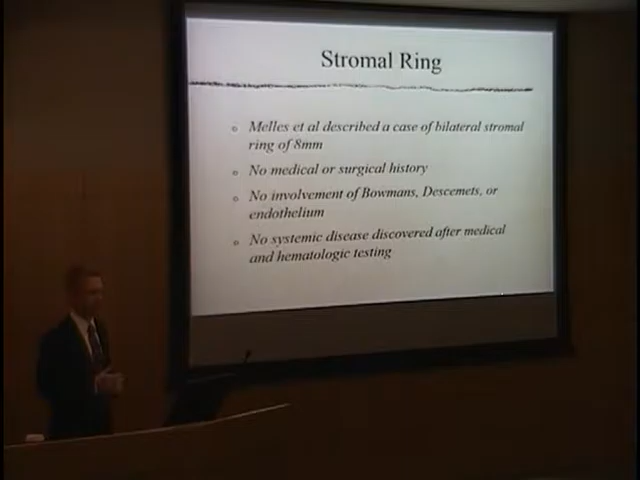 Stromal Ring
Melles et al described a case of bilateral stromal
ring of 8mm
No medical or surgical history
No involvement of Bowmans, Descemets, or
endothelium
No systemic disease discovered after medical
and hematologic testing